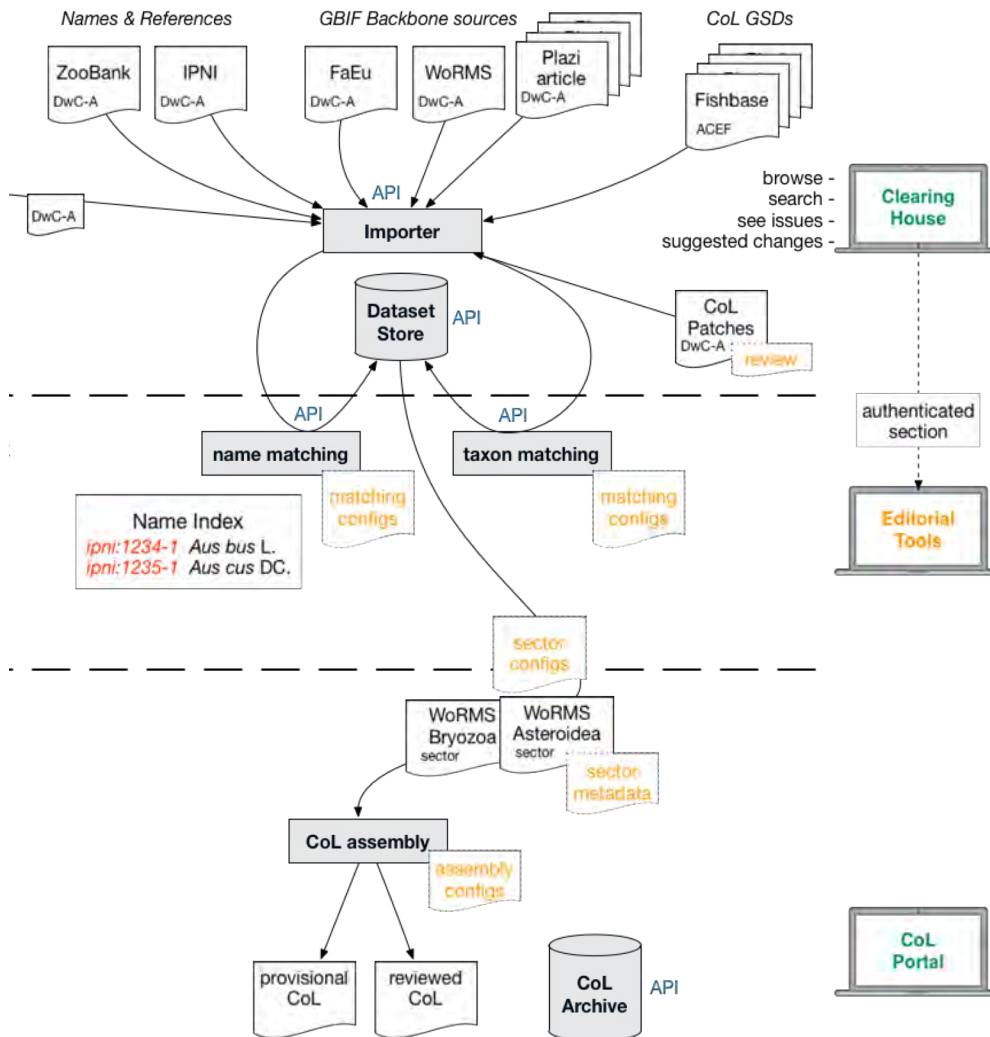 Names & References
GBIF Backbone sources
CoL GSDs
ZooBank
DwC-A
IPNI
DwC-A
FaEu
DwC-A
WoRMS
DwC-A
Plazi
article
DwC-A
Fishbase
ACEF
DwC-A
API
Importer
browse -
search -
see issues -
suggested changes -
Clearing
House
Dataset
Store
API
CoL
Patches
DwC-A
review
authenticated
section
API
name matching
matching
configs
API
taxon matching
matching
configs
Editorial
Tools
Name Index
ipni:1234-1 Aus bus L.
ipni:1235-1 Aus cus DC.
sector
configs
WoRMS
Bryozoa
sector
WoRMS
Asteroidea
sector
sector
metadata
CoL assembly
assembly
configs
provisional
CoL
reviewed
CoL
CoL
Archive
API
CoL
Portal